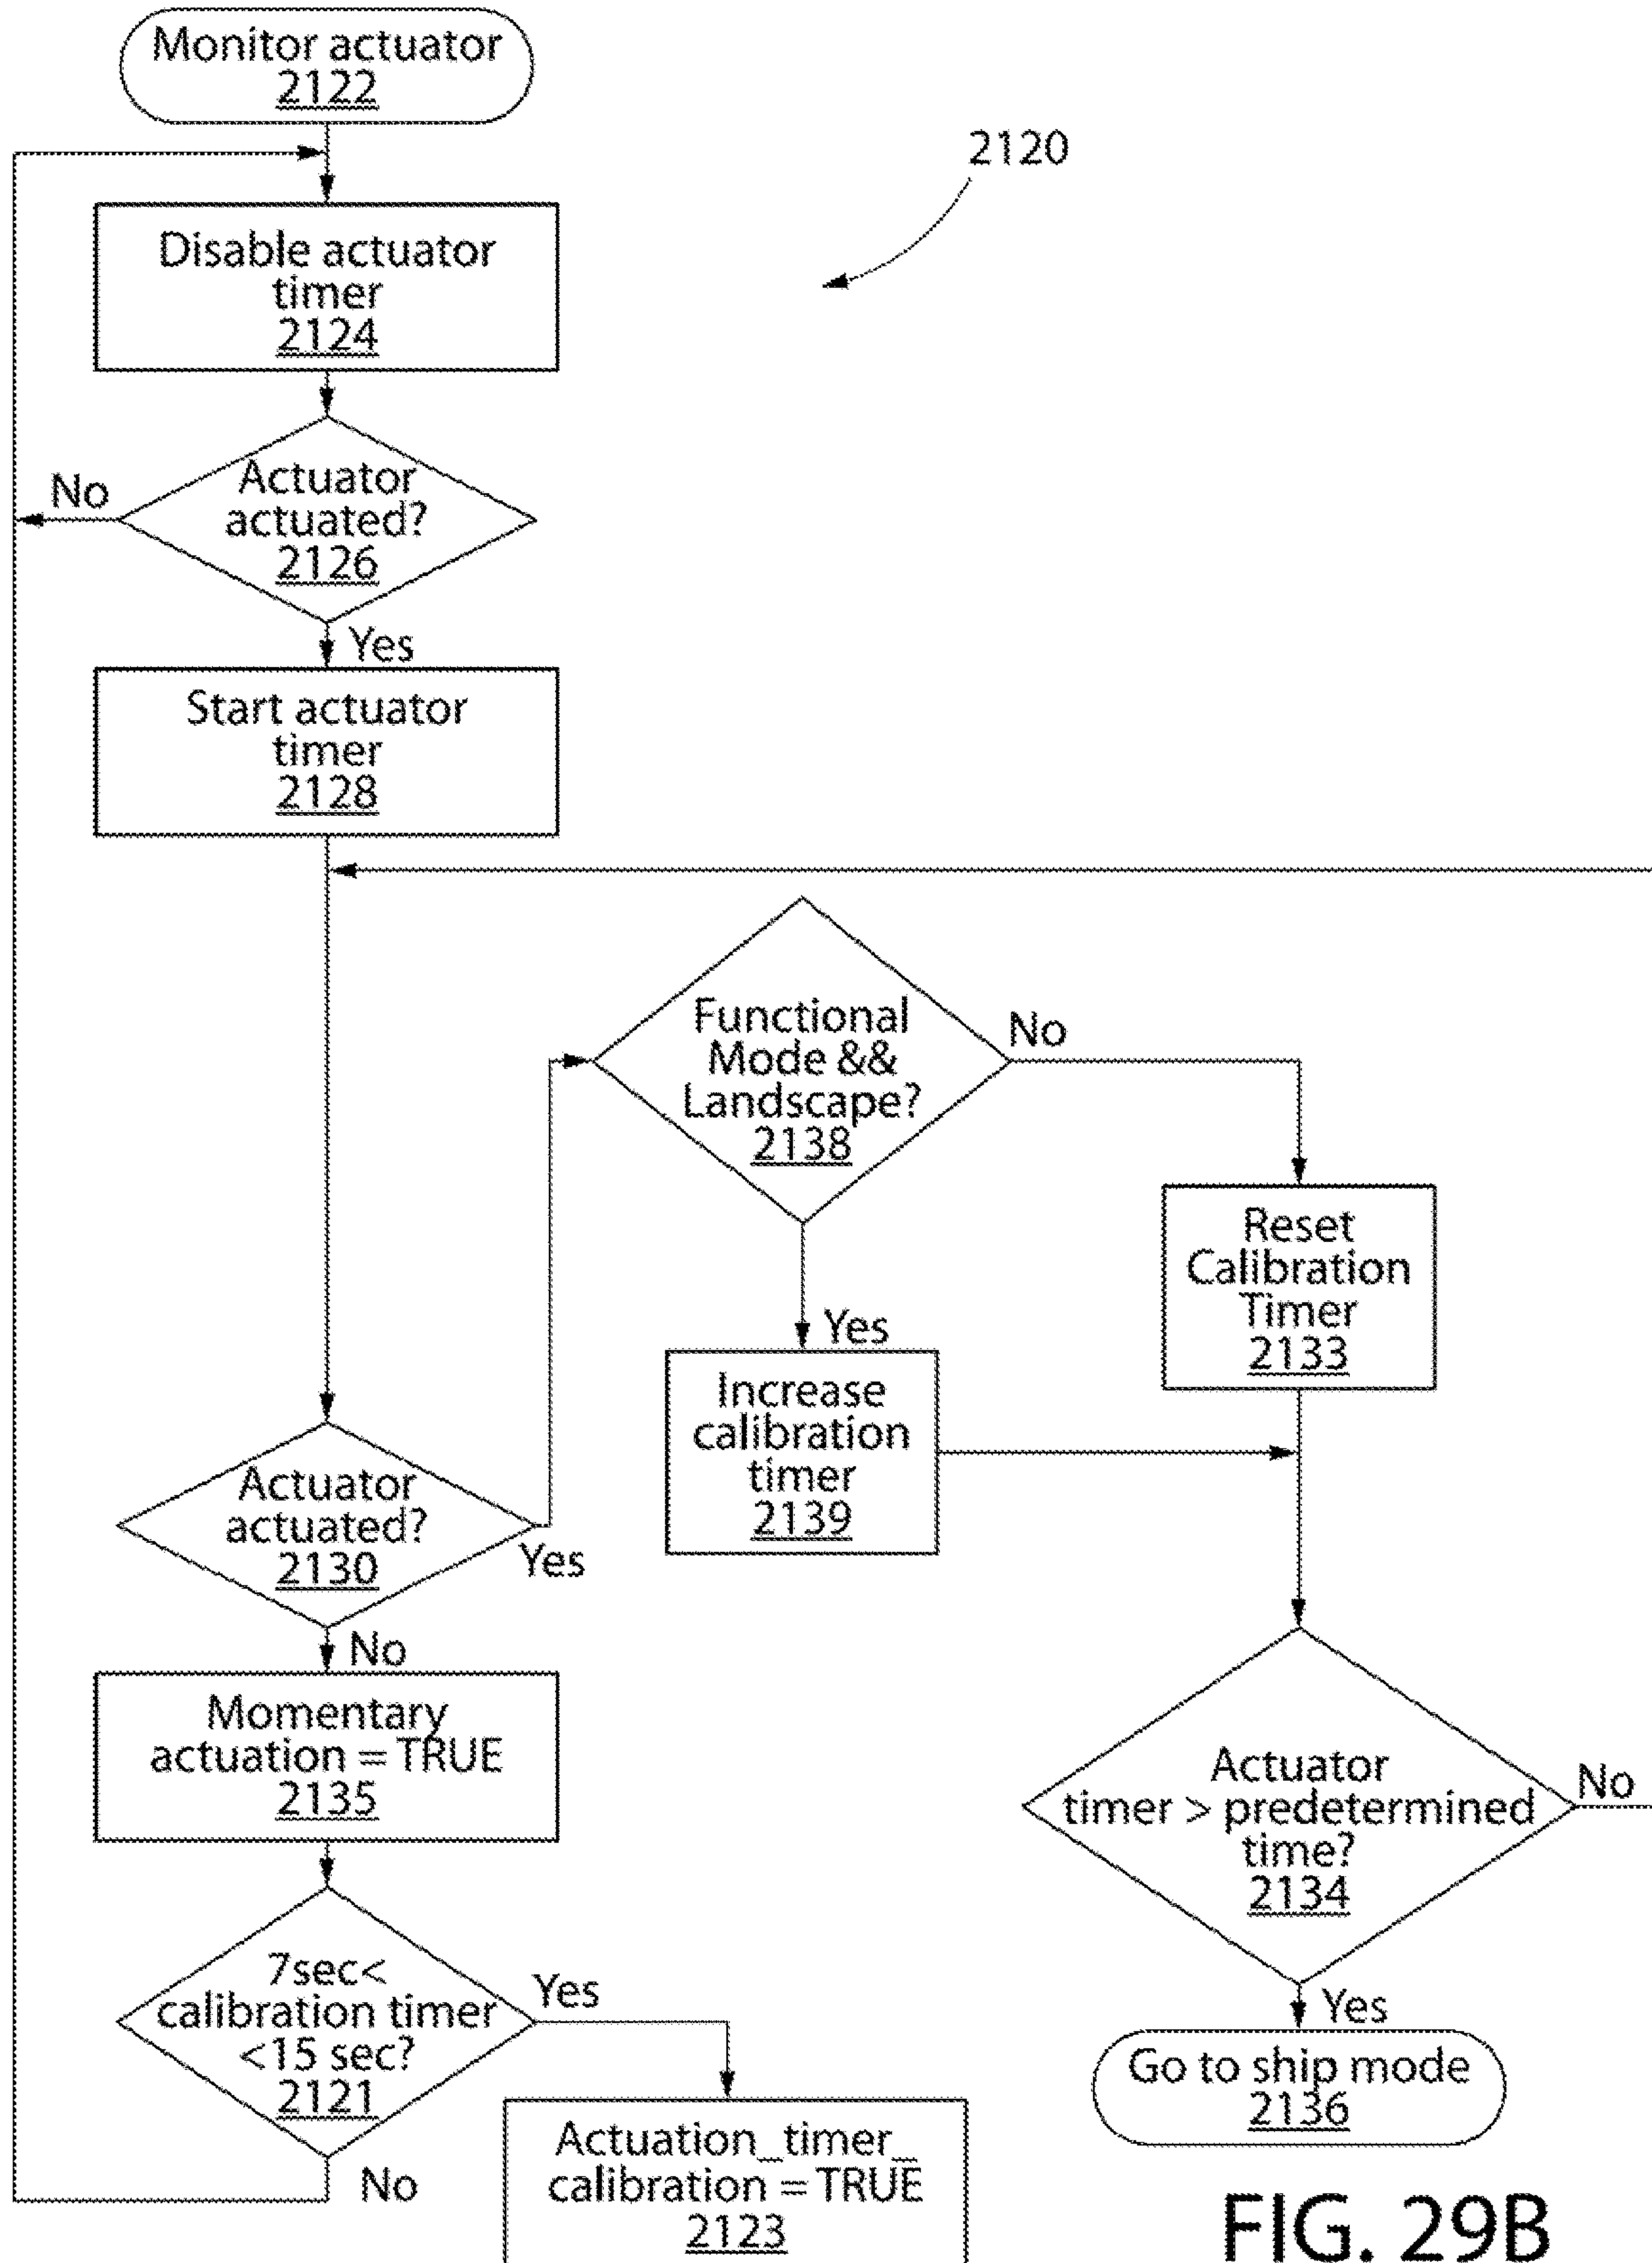 Monitor actuator
2122
2120
Disable actuator
timer
2124
No
Actuator
actuated?
2126
Yes
Start actuator
timer
2128
Functional
Mode &&
Landscape?
2138
No
Reset
Calibration
Timer
2133
Yes
Increase
calibration
timer
2139
Actuator
actuated?
2130
Yes
No
Momentary
actuation = TRUE
2135
Actuator
timer > predetermined
time?
2134
No
7sec<
calibration timer
<15 sec?
2121
Yes
Yes
Go to ship mode
2136
No
Actuation_timer_
calibration = TRUE
2123
FIG. 29B